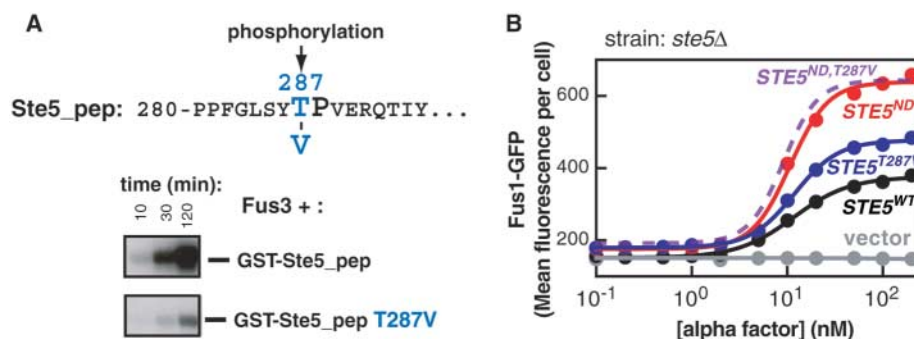 A
phosphorylation
287
Ste5_pep: 280-PPFGLSYTPVERQTIY...
V
time (min):
10 30 120
Fus3 + :
GST-Ste5_pep
GST-Ste5_pep T287V
B
strain: ste5Δ
Fus1-GFP
(Mean fluorescence per cell)
600
400
200
STE5ND,T287V
STE5ND
STE5T287V
STE5WT
vector
10-1 100 101 102
[alpha factor] (nM)